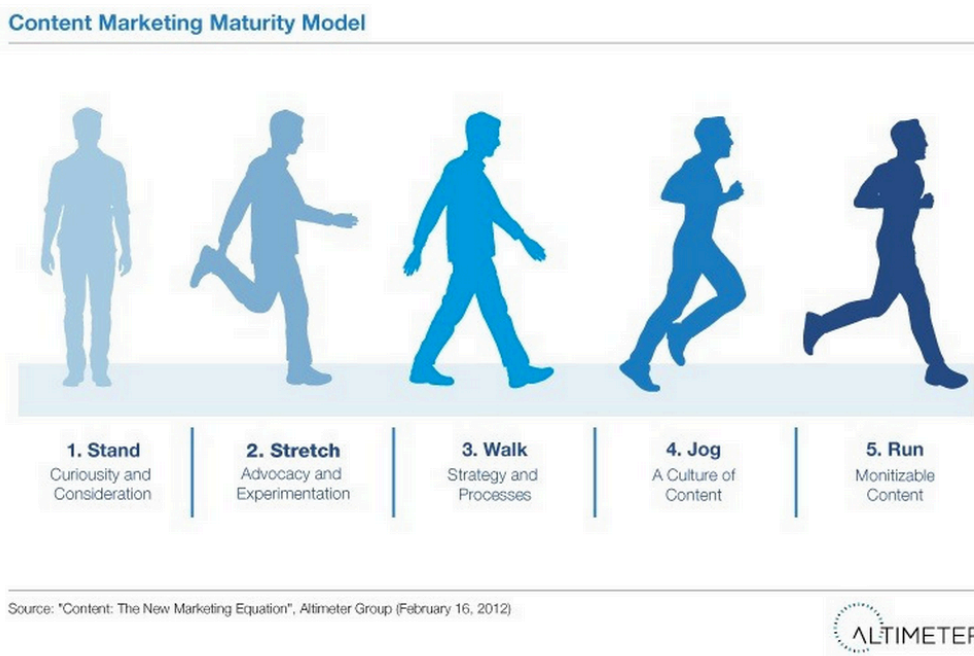 Content Marketing Maturity Model
1. Stand
Curiousity and
Consideration
2. Stretch
Advocacy and
Experimentation
3. Walk
Strategy and
Processes
4. Jog
A Culture of
Content
5. Run
Monitizable
Content
Source: "Content: The New Marketing Equation", Altimeter Group (February 16, 2012)
ALTIMETER